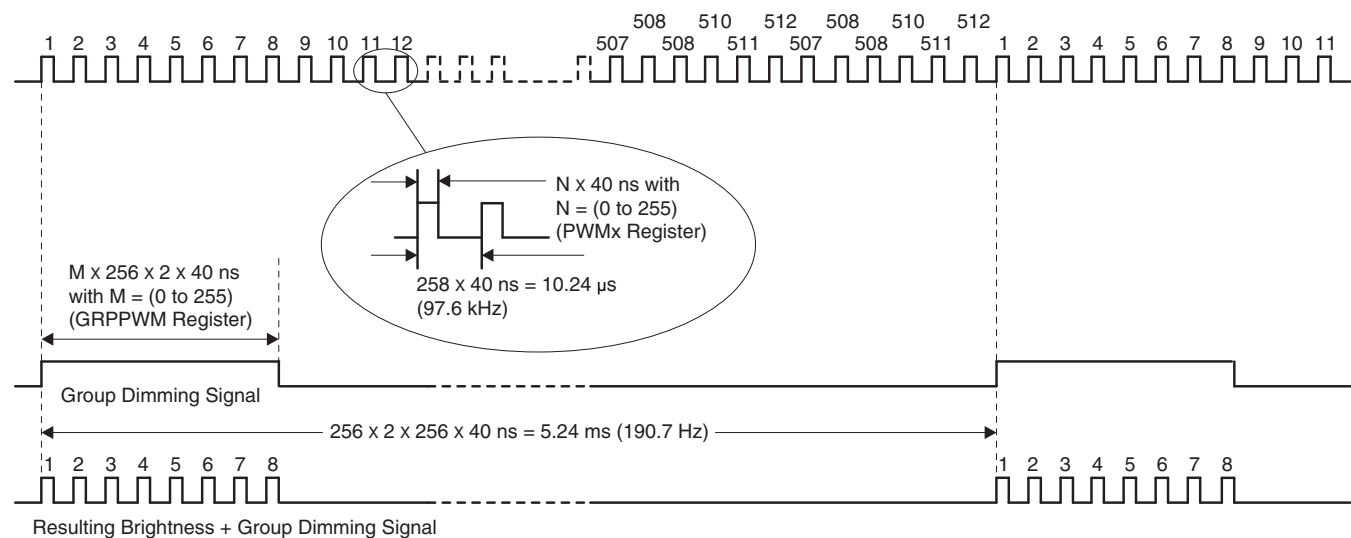 508 510 512 508 510 512
1 2 3 4 5 6 7 8 9 10 11 12 507 508 511 507 508 511 1 2 3 4 5 6 7 8 9 10 11
N x 40 ns with
N = (0 to 255)
(PWMx Register)
258 x 40 ns = 10.24 µs
(97.6 kHz)
M x 256 x 2 x 40 ns
with M = (0 to 255)
(GRPPWM Register)
Group Dimming Signal
256 x 2 x 256 x 40 ns = 5.24 ms (190.7 Hz)
1 2 3 4 5 6 7 8 1 2 3 4 5 6 7 8
Resulting Brightness + Group Dimming Signal